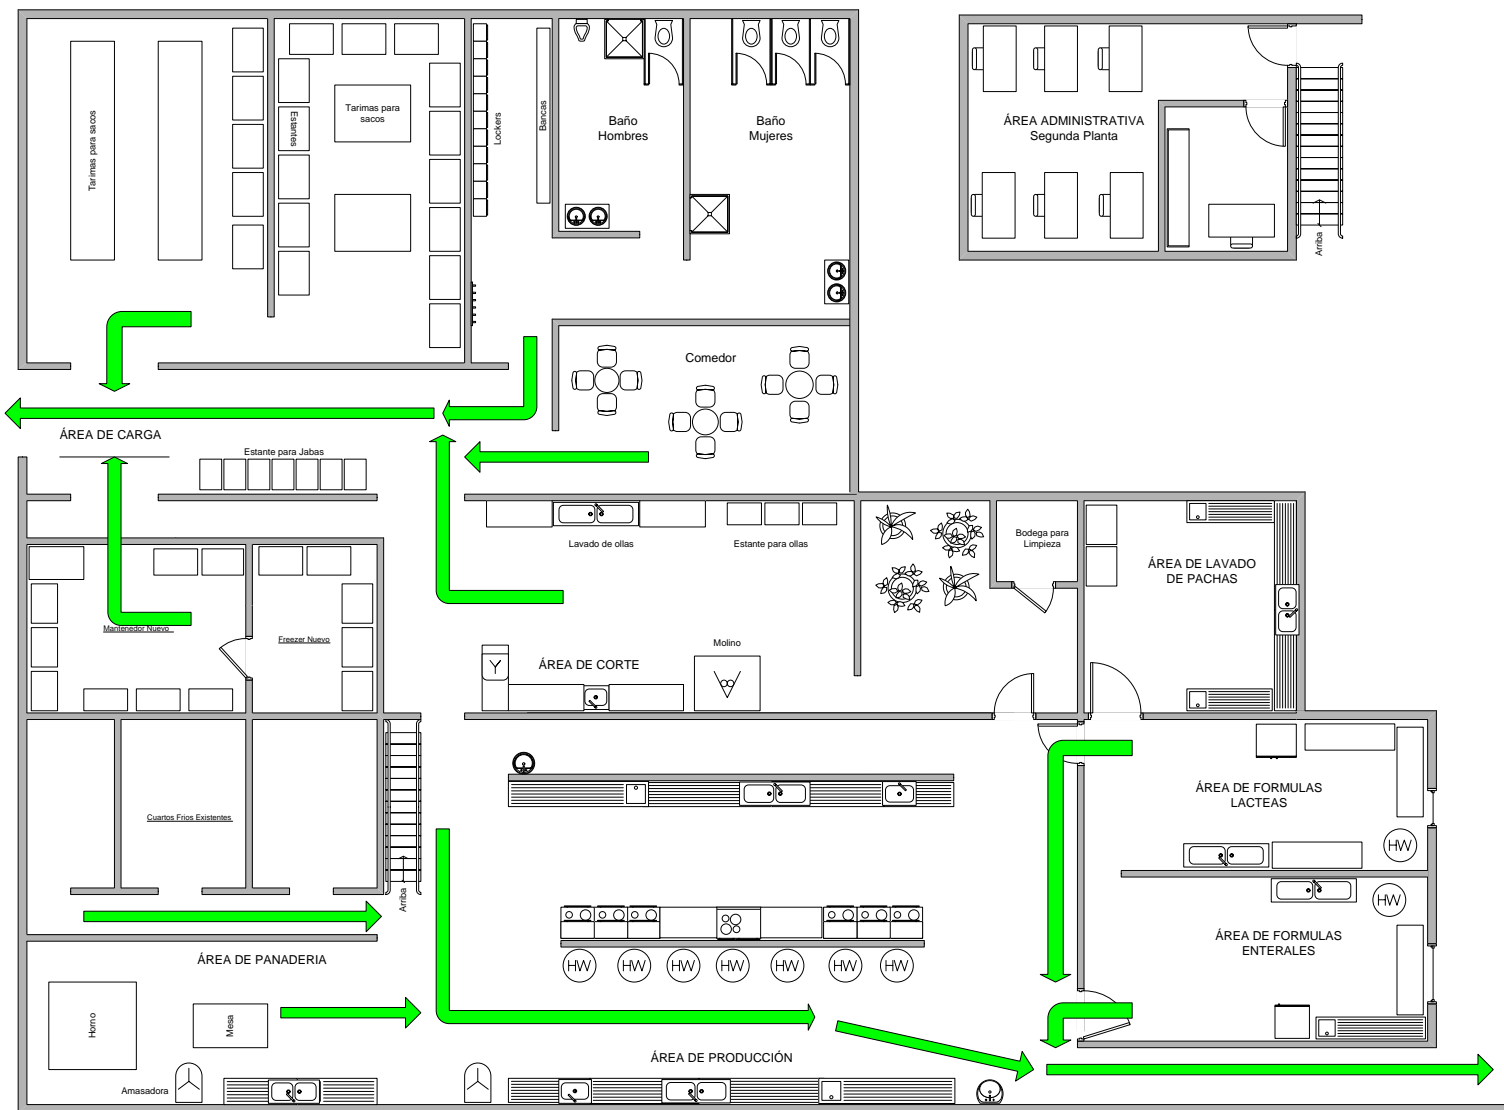 Tarimas para sacos
Estantes
Tarimas para
sacos
Lockers
Bancas
Baño
Hombres
Baño
Mujeres
ÁREA ADMINISTRATIVA
Segunda Planta
Arriba
Comedor
ÁREA DE CARGA
Estante para Jabas
Lavado de ollas
Estante para ollas
Bodega para
Limpieza
ÁREA DE LAVADO
DE PACHAS
Mantenedor Nuevo
Freezer Nuevo
ÁREA DE CORTE
Molino
Cuartos Frios Existentes
Arriba
ÁREA DE FORMULAS
LACTEAS
HW
HW
ÁREA DE FORMULAS
ENTERALES
ÁREA DE PANADERIA
HW
HW
HW
HW
HW
HW
HW
Horno
Mesa
ÁREA DE PRODUCCIÓN
Amasadora